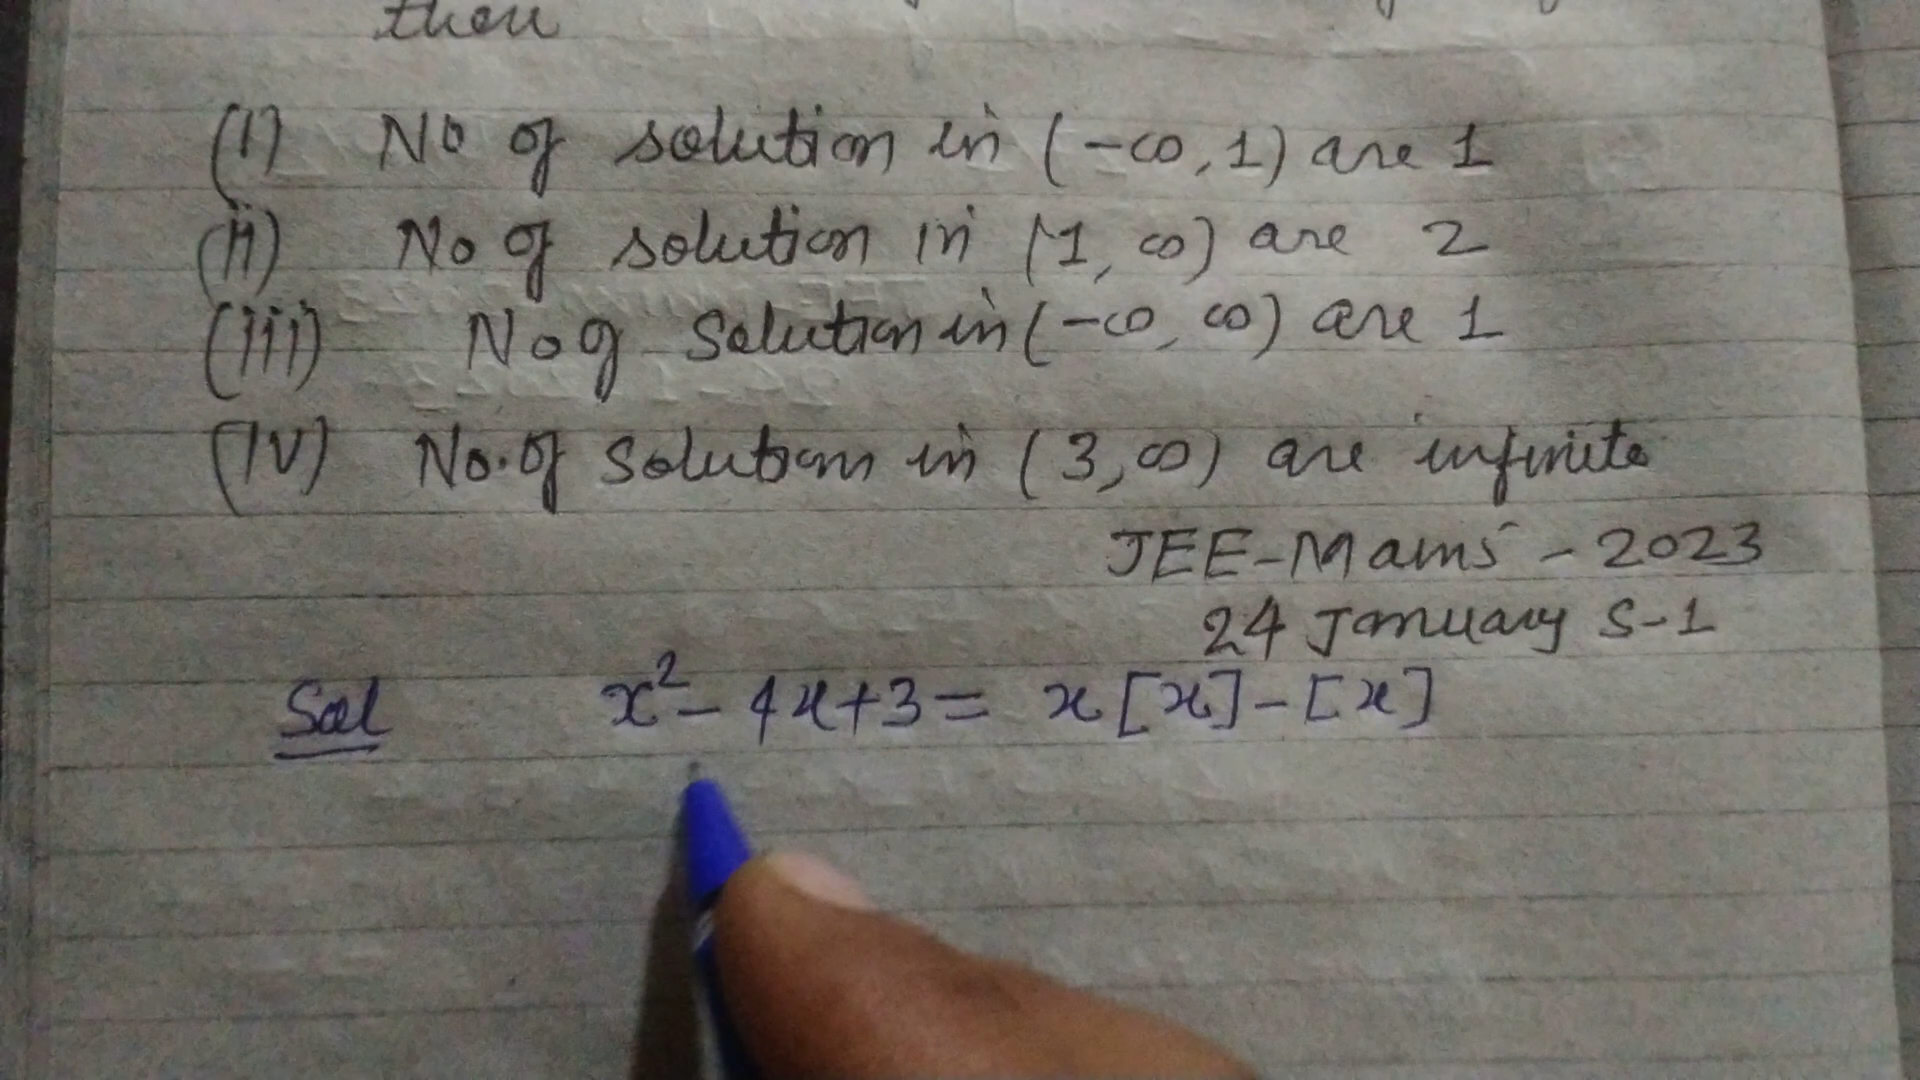 then
(I) No of solution in (-∞, 1) are 1
(ii) No of solution in (1, ∞) are 2
(iii) No of Solution in (-∞, ∞) are 1
(IV) No. of Solutions in (3, ∞) are infinite
JEE-Mains - 2023
24 January S-1
Sol x² - 4x+3 = x [x] - [x]